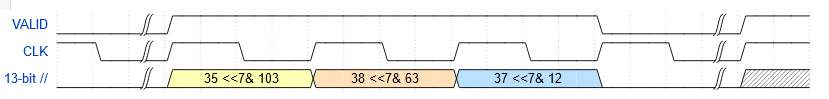 VALID
CLK
13-bit //
35 <<7& 103
38 <<7& 63
37 <<7& 12